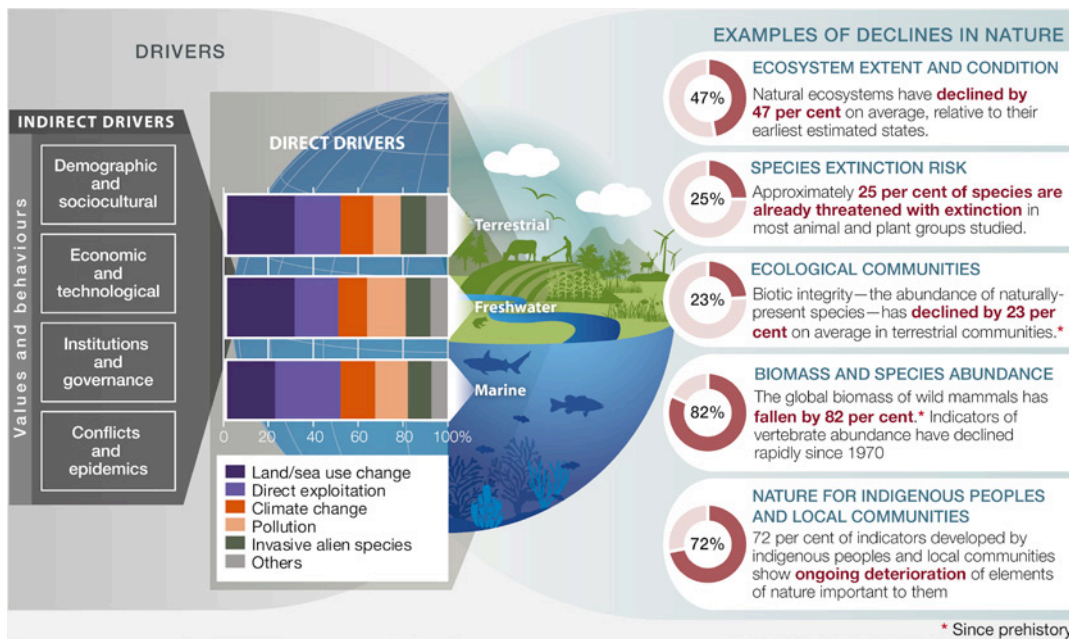 DRIVERS
INDIRECT DRIVERS
Values and behaviours
Demographic
and
sociocultural
Economic
and
technological
Institutions
and
governance
Conflicts
and
epidemics
DIRECT DRIVERS
Terrestrial
Freshwater
Marine
0 20 40 60 80 100%
Land/sea use change
Direct exploitation
Climate change
Pollution
Invasive alien species
Others
EXAMPLES OF DECLINES IN NATURE
47%
ECOSYSTEM EXTENT AND CONDITION
Natural ecosystems have declined by
47 per cent on average, relative to their
earliest estimated states.
25%
SPECIES EXTINCTION RISK
Approximately 25 per cent of species are
already threatened with extinction in
most animal and plant groups studied.
23%
ECOLOGICAL COMMUNITIES
Biotic integrity—the abundance of naturally-
present species—has declined by 23 per
cent on average in terrestrial communities.*
82%
BIOMASS AND SPECIES ABUNDANCE
The global biomass of wild mammals has
fallen by 82 per cent.* Indicators of
vertebrate abundance have declined
rapidly since 1970
72%
NATURE FOR INDIGENOUS PEOPLES
AND LOCAL COMMUNITIES
72 per cent of indicators developed by
indigenous peoples and local communities
show ongoing deterioration of elements
of nature important to them
* Since prehistory